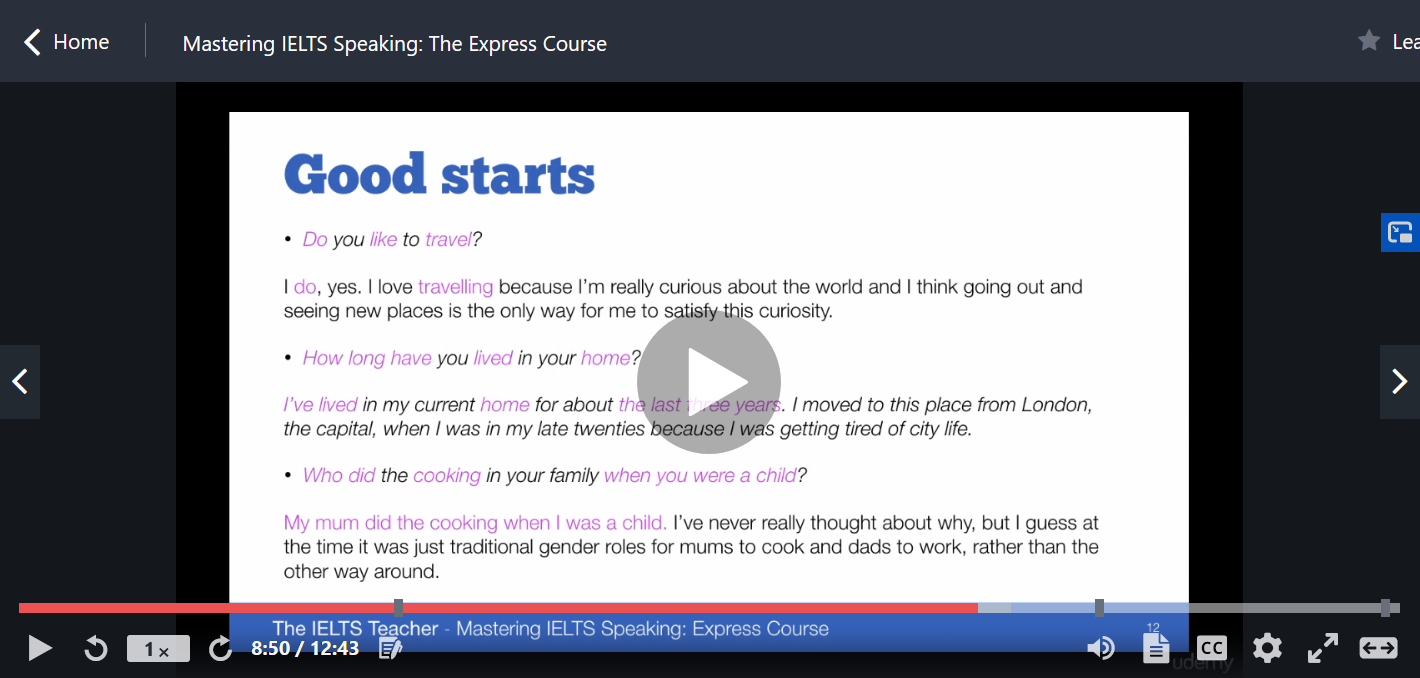 Home
Mastering IELTS Speaking: The Express Course
Lea
Good starts
• Do you like to travel?
I do, yes. I love travelling because I'm really curious about the world and I think going out and
seeing new places is the only way for me to satisfy this curiosity.
• How long have you lived in your home?
I've lived in my current home for about the last three years. I moved to this place from London,
the capital, when I was in my late twenties because I was getting tired of city life.
• Who did the cooking in your family when you were a child?
My mum did the cooking when I was a child. I've never really thought about why, but I guess at
the time it was just traditional gender roles for mums to cook and dads to work, rather than the
other way around.
The IELTS Teacher - Mastering IELTS Speaking: Express Course
12
1 x
8:50 / 12:43
CC
udemy